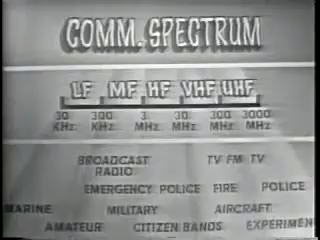 COMM. SPECTRUM
LF MF HF VHF UHF
30 300 3 30 300 3000
KHz KHz MHz MHz MHz MHz
BROADCAST TV FM TV
RADIO
EMERGENCY POLICE FIRE POLICE
MARINE MILITARY AIRCRAFT
AMATEUR CITIZEN BANDS EXPERIMEN